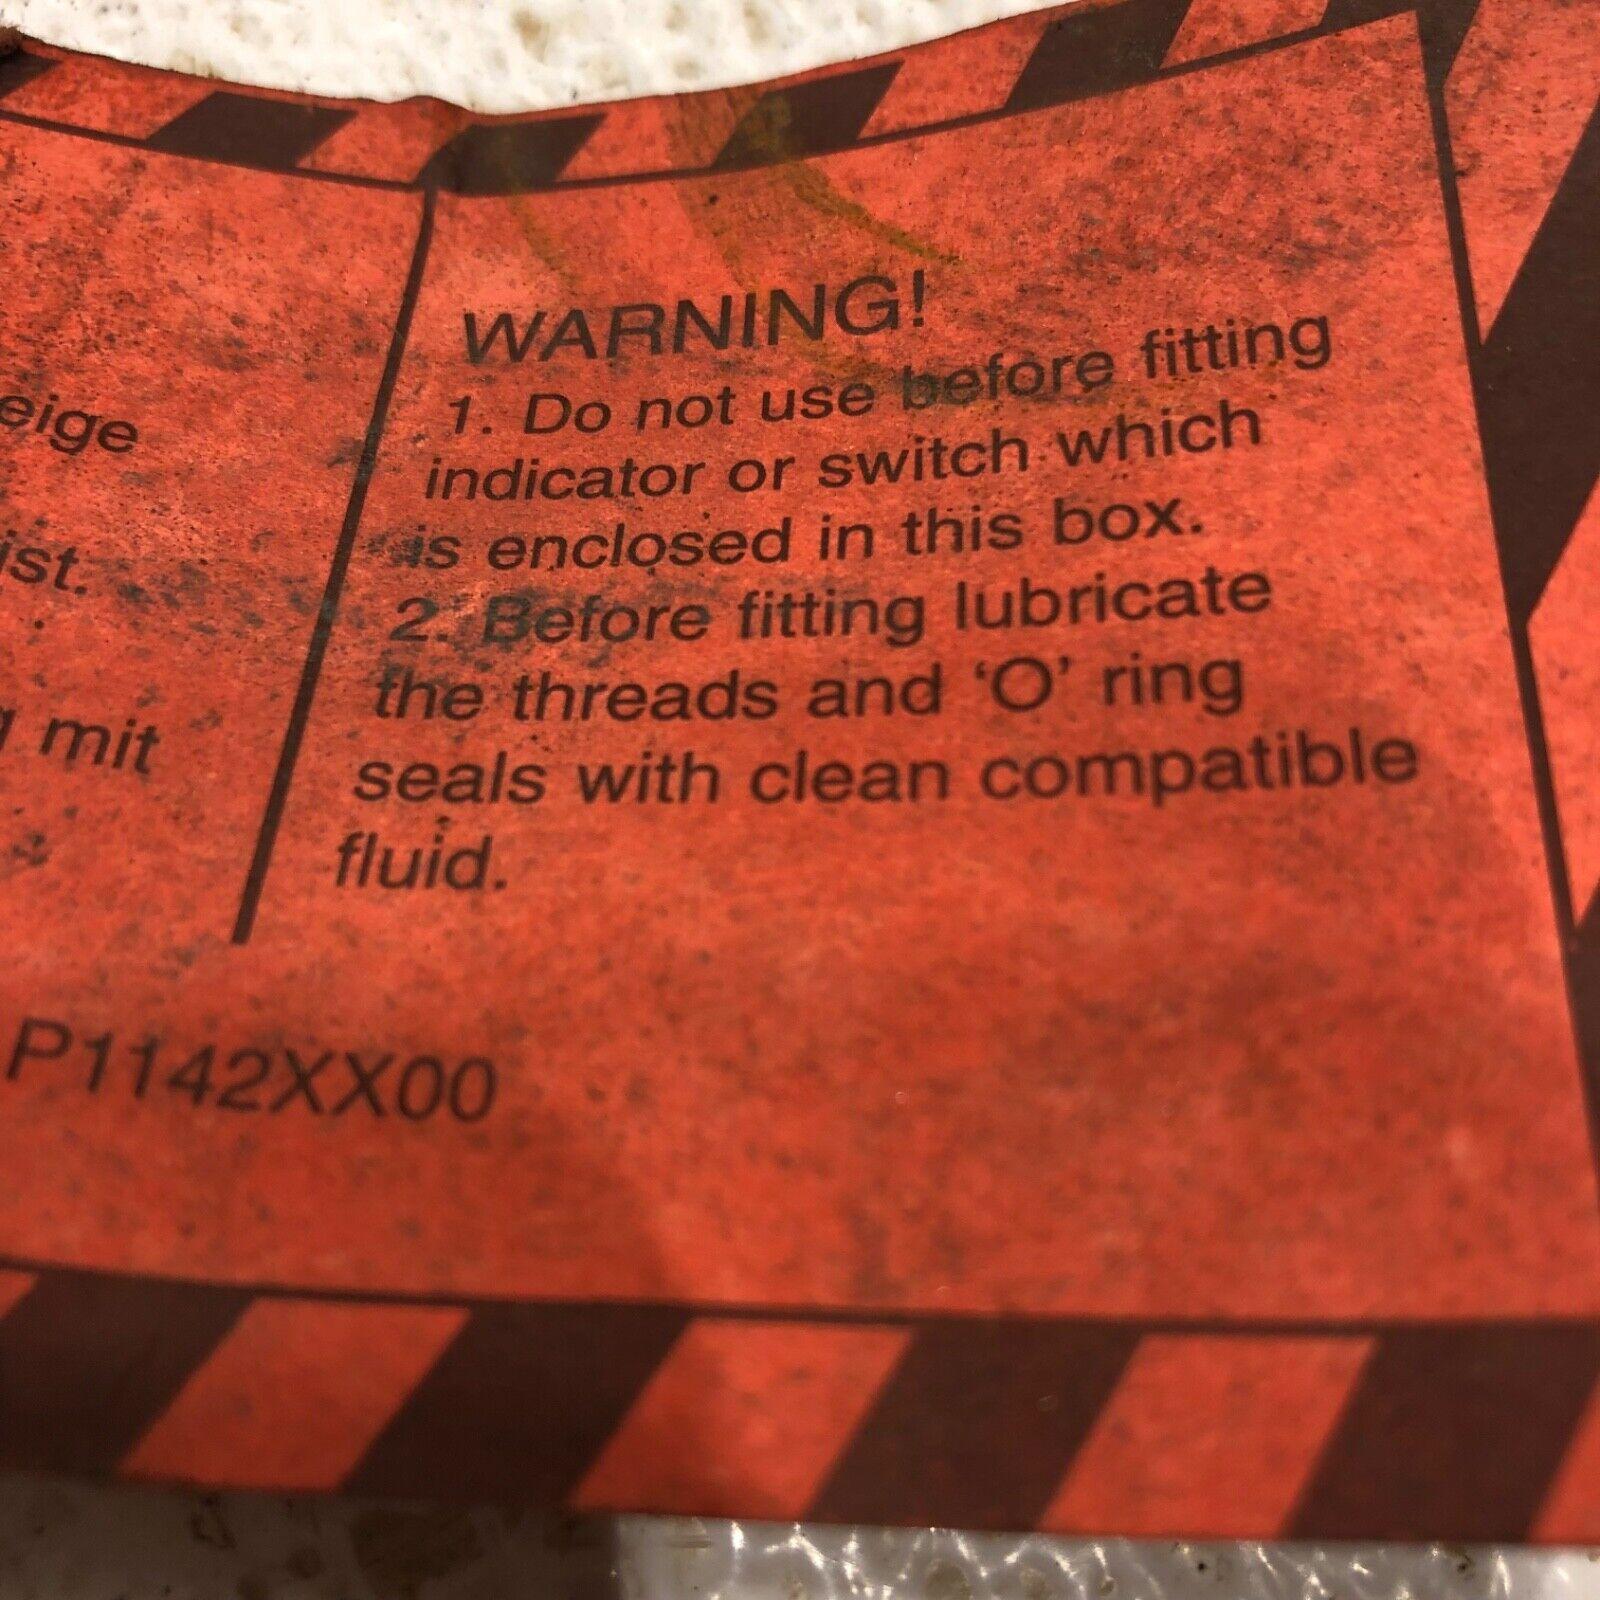 eige
ist.
mit
WARNING!
1. Do not use before fitting
indicator or switch which
is enclosed in this box.
2. Before fitting lubricate
the threads and ‘O’ ring
seals with clean compatible
fluid.
P1142XX00